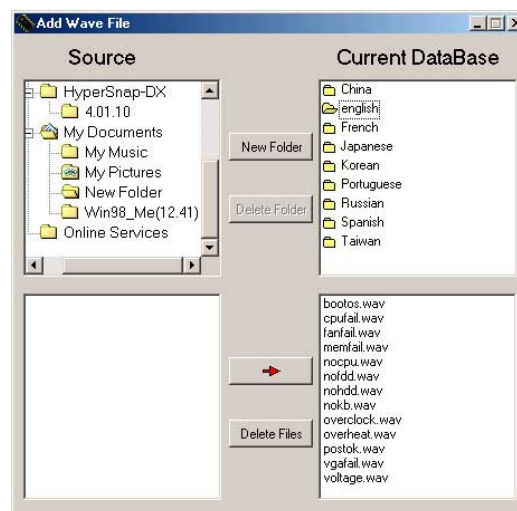 Add Wave File
Source
Current DataBase
HyperSnap-DX
4.01.10
My Documents
My Music
My Pictures
New Folder
Win98_Me(12.41)
Online Services
New Folder
Delete Folder
China
english
French
Japanese
Korean
Portuguese
Russian
Spanish
Taiwan
Delete Files
bootos.wav
cpufail.wav
fanfail.wav
memfail.wav
nocpu.wav
nofdd.wav
nohdd.wav
nokb.wav
overclock.wav
overheat.wav
postok.wav
vgafail.wav
voltage.wav